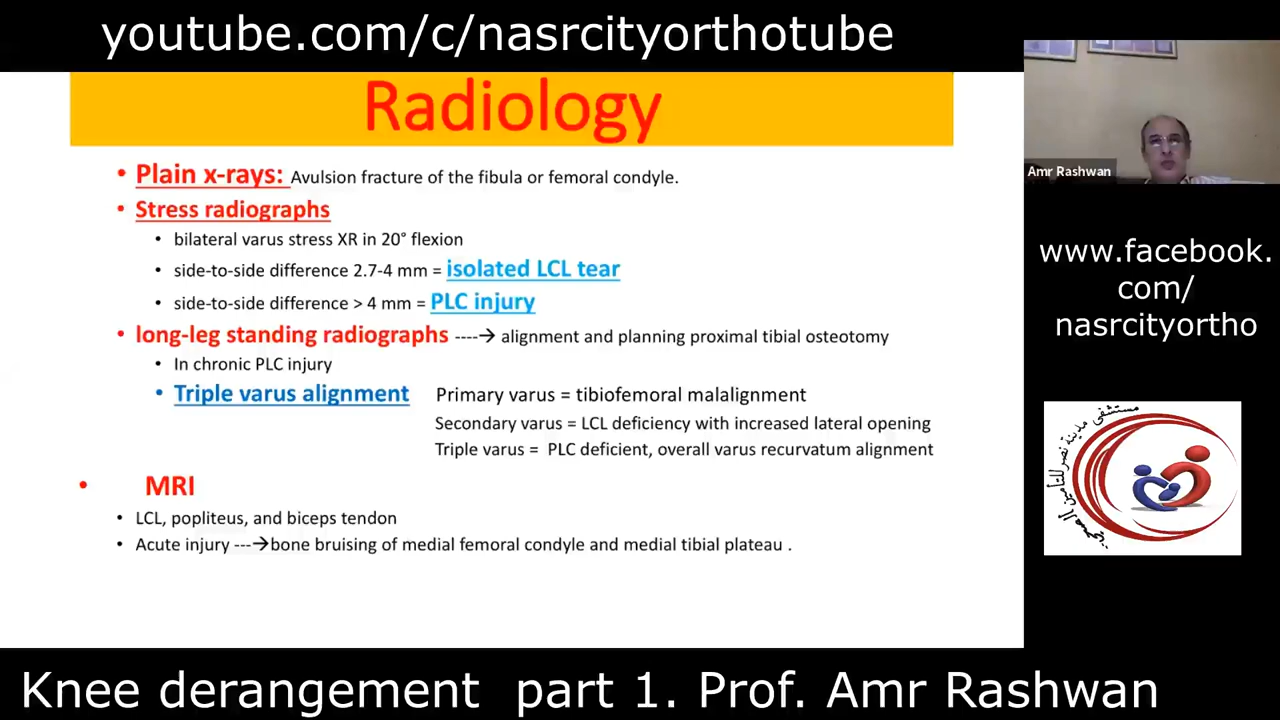 youtube.com/c/nasrcityorthotube
Radiology
• Plain x-rays: Avulsion fracture of the fibula or femoral condyle.
• Stress radiographs
• bilateral varus stress XR in 20° flexion
• side-to-side difference 2.7-4 mm = isolated LCL tear
• side-to-side difference > 4 mm = PLC injury
• long-leg standing radiographs ----→ alignment and planning proximal tibial osteotomy
• In chronic PLC injury
• Triple varus alignment Primary varus = tibiofemoral malalignment
Secondary varus = LCL deficiency with increased lateral opening
Triple varus = PLC deficient, overall varus recurvatum alignment
• MRI
• LCL, popliteus, and biceps tendon
• Acute injury ---→bone bruising of medial femoral condyle and medial tibial plateau .
Amr Rashwan
www.facebook.
com/
nasrcityortho
مستشفى مدينة نصر للتأمين الصحي
Knee derangement part 1. Prof. Amr Rashwan